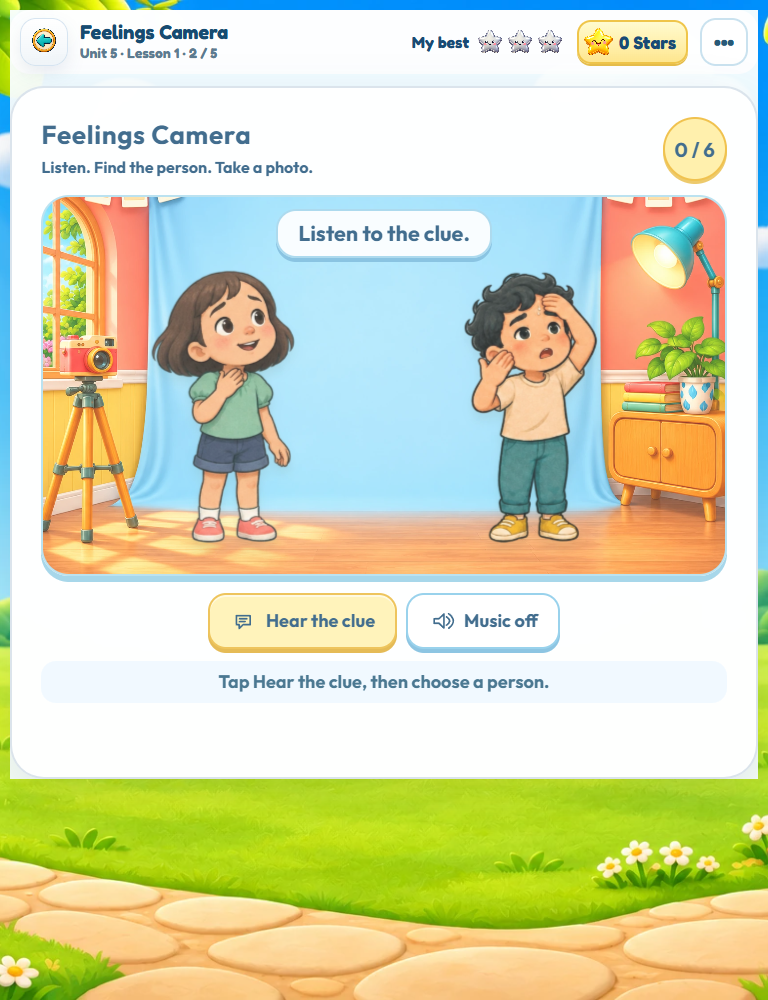 Feelings Camera
Unit 5 · Lesson 1 · 2 / 5
My best
0 Stars
Feelings Camera
Listen. Find the person. Take a photo.
0 / 6
Listen to the clue.
Hear the clue
Music off
Tap Hear the clue, then choose a person.